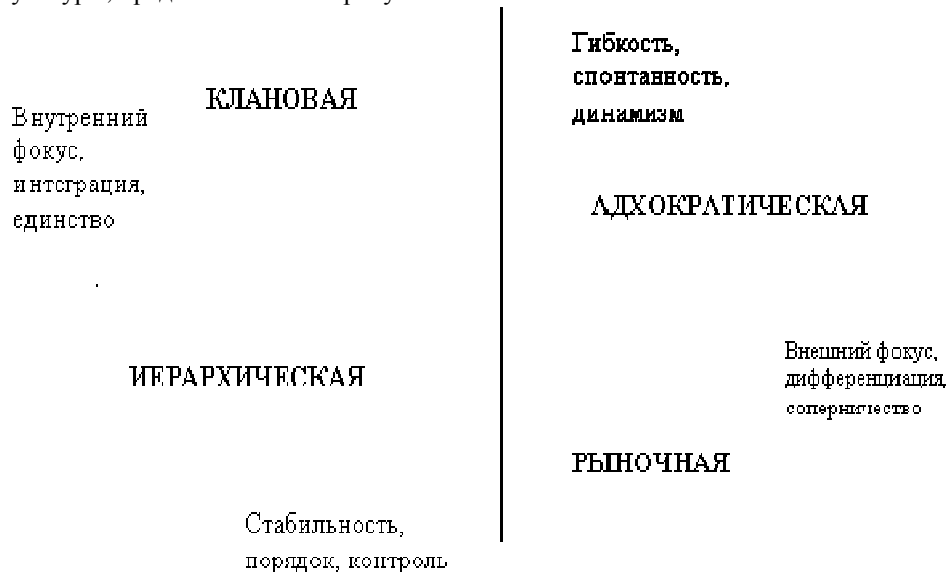 КЛАНОВАЯ
Внутренний
фокус,
интеграция,
единство
ИЕРАРХИЧЕСКАЯ
Стабильность,
порядок, контроль
Гибкость,
спонтанность,
динамизм
АДХОКРАТИЧЕСКАЯ
Внешний фокус,
дифференциация,
соперничество
РЫНОЧНАЯ